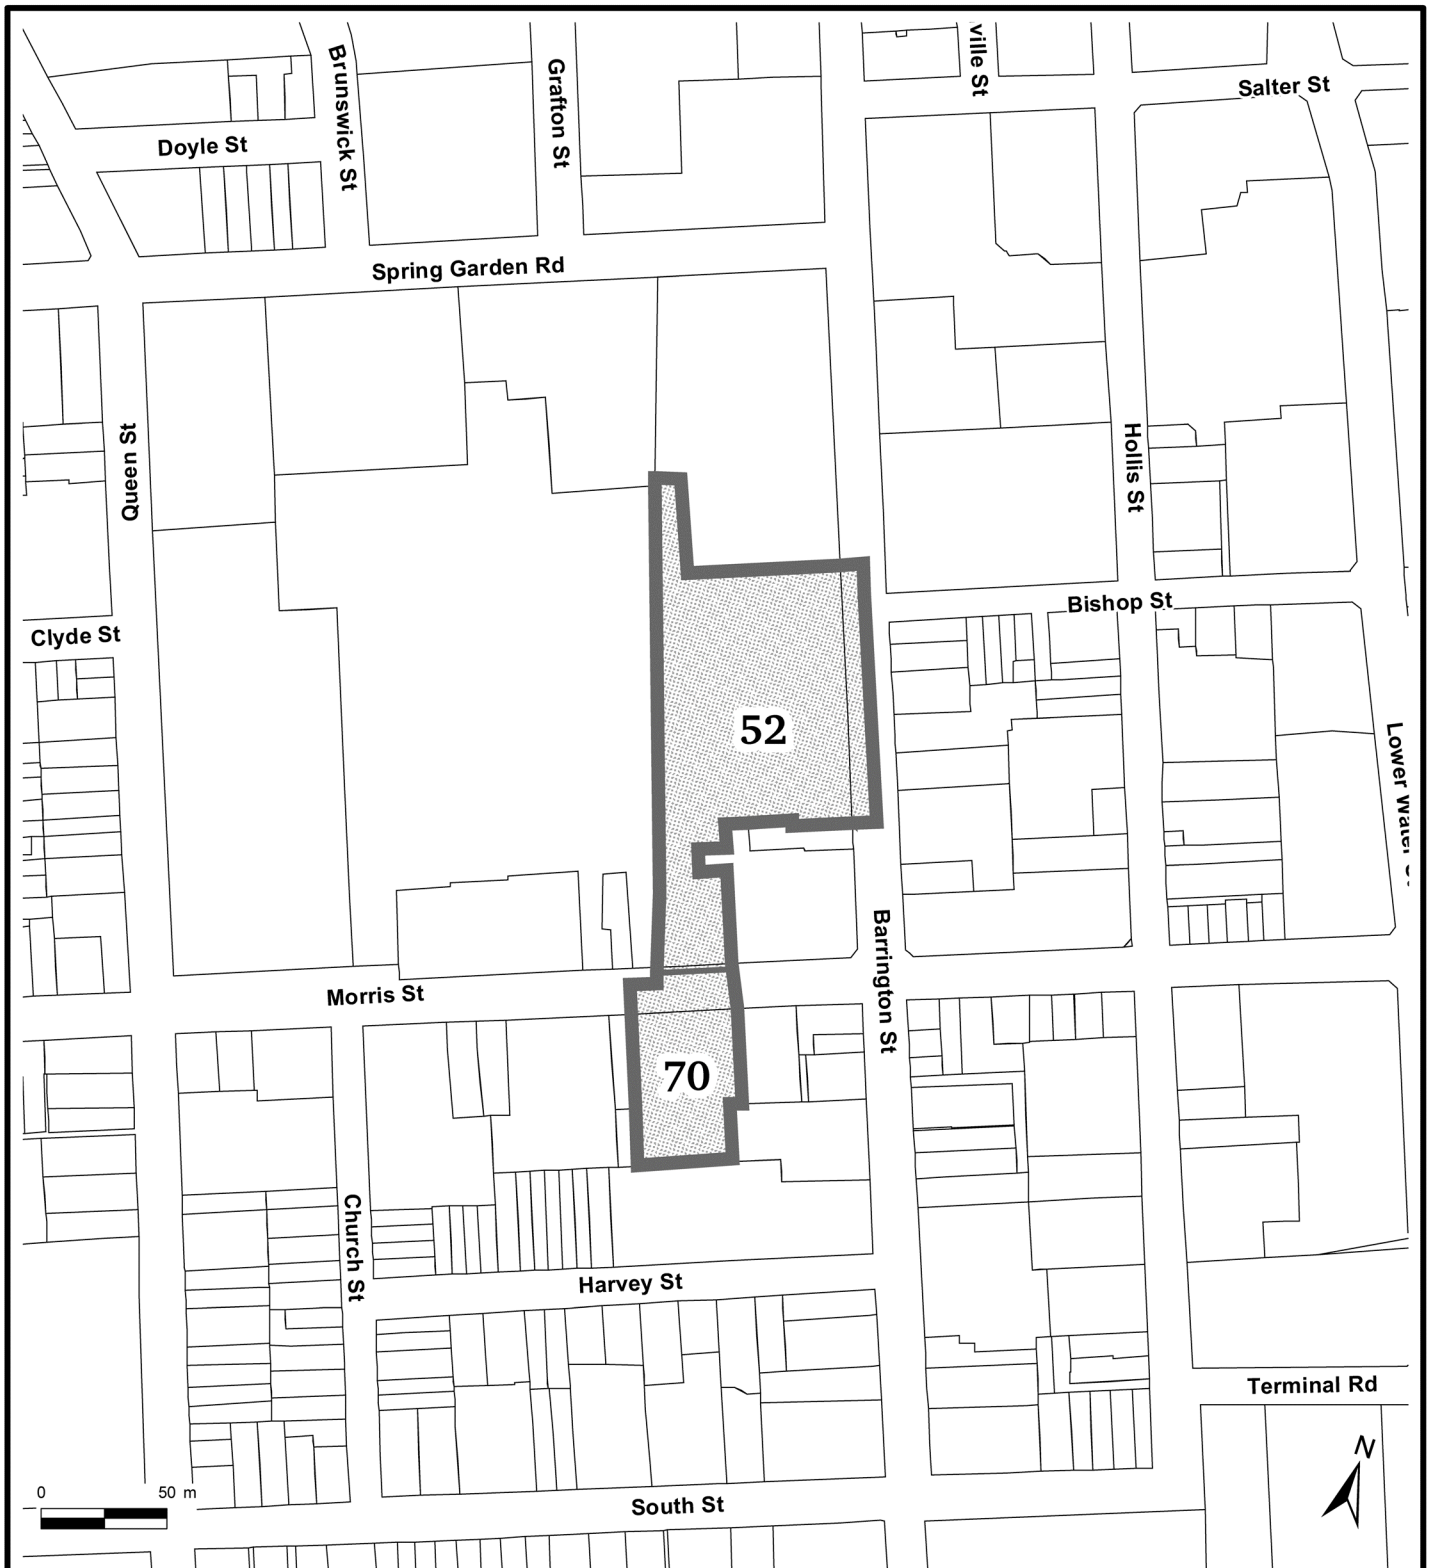 ville St
Brunswick St
Grafton St
Salter St
Doyle St
Spring Garden Rd
Queen St
Hollis St
Bishop St
Clyde St
52
Lower Water
Barrington St
Morris St
70
Church St
Harvey St
Terminal Rd
N
0 50 m
South St